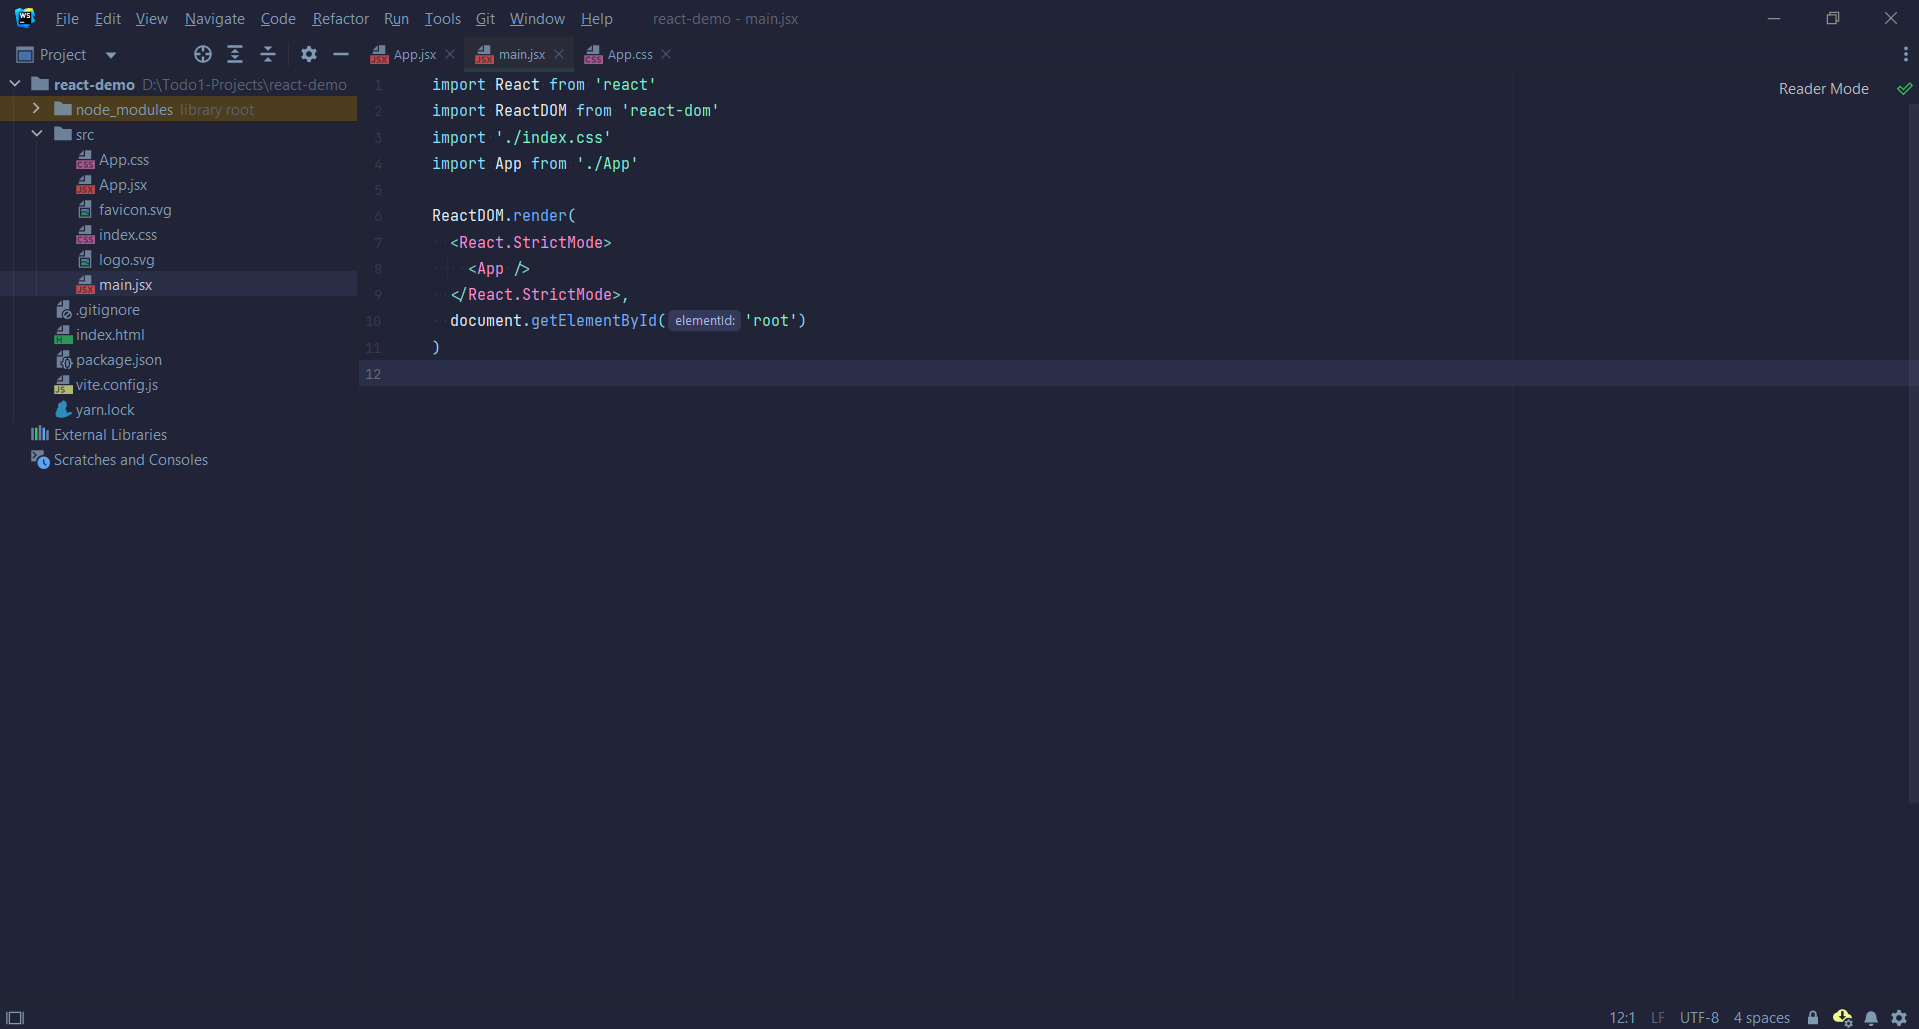 WS File Edit View Navigate Code Refactor Run Tools Git Window Help react-demo - main.jsx
Project App.jsx main.jsx App.css
react-demo D:\Todo1-Projects\react-demo
node_modules library root
src
App.css
App.jsx
favicon.svg
index.css
logo.svg
main.jsx
.gitignore
index.html
package.json
vite.config.js
yarn.lock
External Libraries
Scratches and Consoles
1 import React from 'react'
2 import ReactDOM from 'react-dom'
3 import './index.css'
4 import App from './App'
5
6 ReactDOM.render(
7 <React.StrictMode>
8 <App />
9 </React.StrictMode>,
10 document.getElementById( elementId: 'root')
11 )
12
Reader Mode
12:1 LF UTF-8 4 spaces